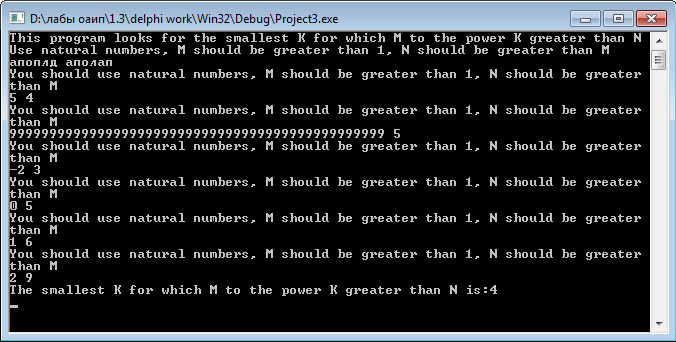 D:\лабы оаип\1.3\delphi work\Win32\Debug\Project3.exe
This program looks for the smallest K for which M to the power K greater than N
Use natural numbers, M should be greater than 1, N should be greater than M
апоплд аполап
You should use natural numbers, M should be greater than 1, N should be greater
than M
5 4
You should use natural numbers, M should be greater than 1, N should be greater
than M
99999999999999999999999999999999999999999999999 5
You should use natural numbers, M should be greater than 1, N should be greater
than M
-2 3
You should use natural numbers, M should be greater than 1, N should be greater
than M
0 5
You should use natural numbers, M should be greater than 1, N should be greater
than M
1 6
You should use natural numbers, M should be greater than 1, N should be greater
than M
2 9
The smallest K for which M to the power K greater than N is:4